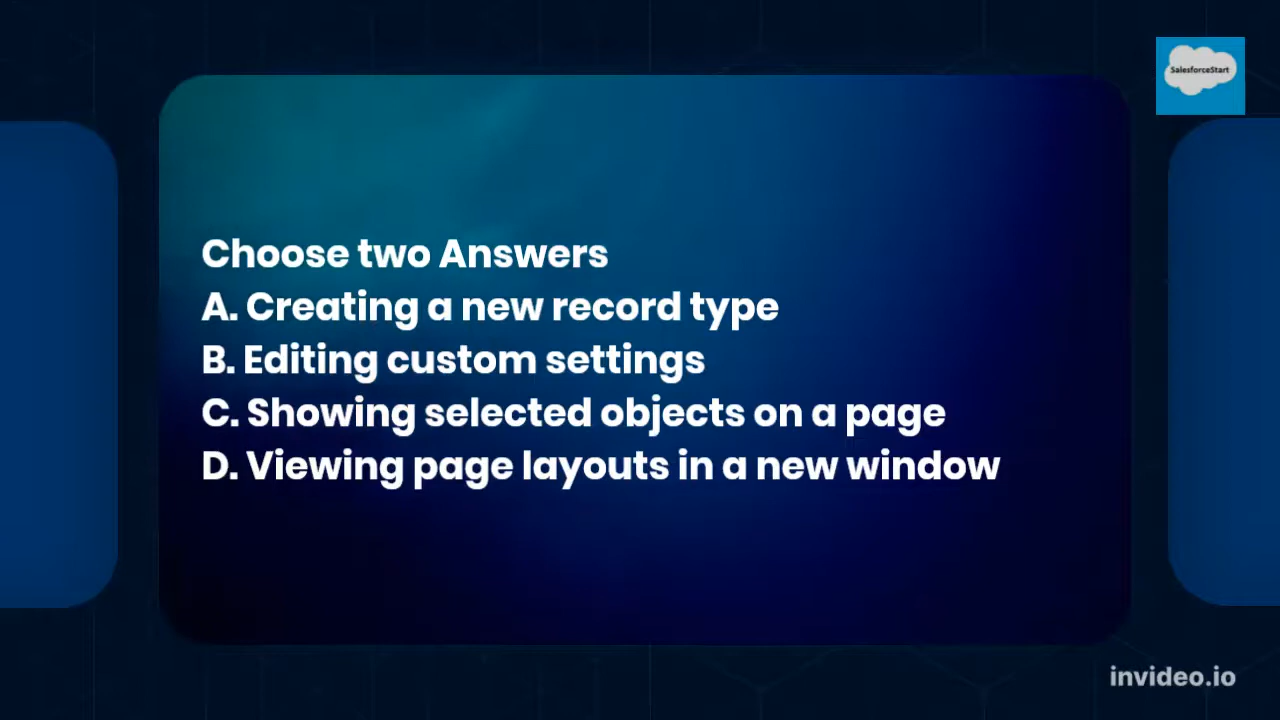 SalesforceStart
Choose two Answers
A. Creating a new record type
B. Editing custom settings
C. Showing selected objects on a page
D. Viewing page layouts in a new window
invideo.io